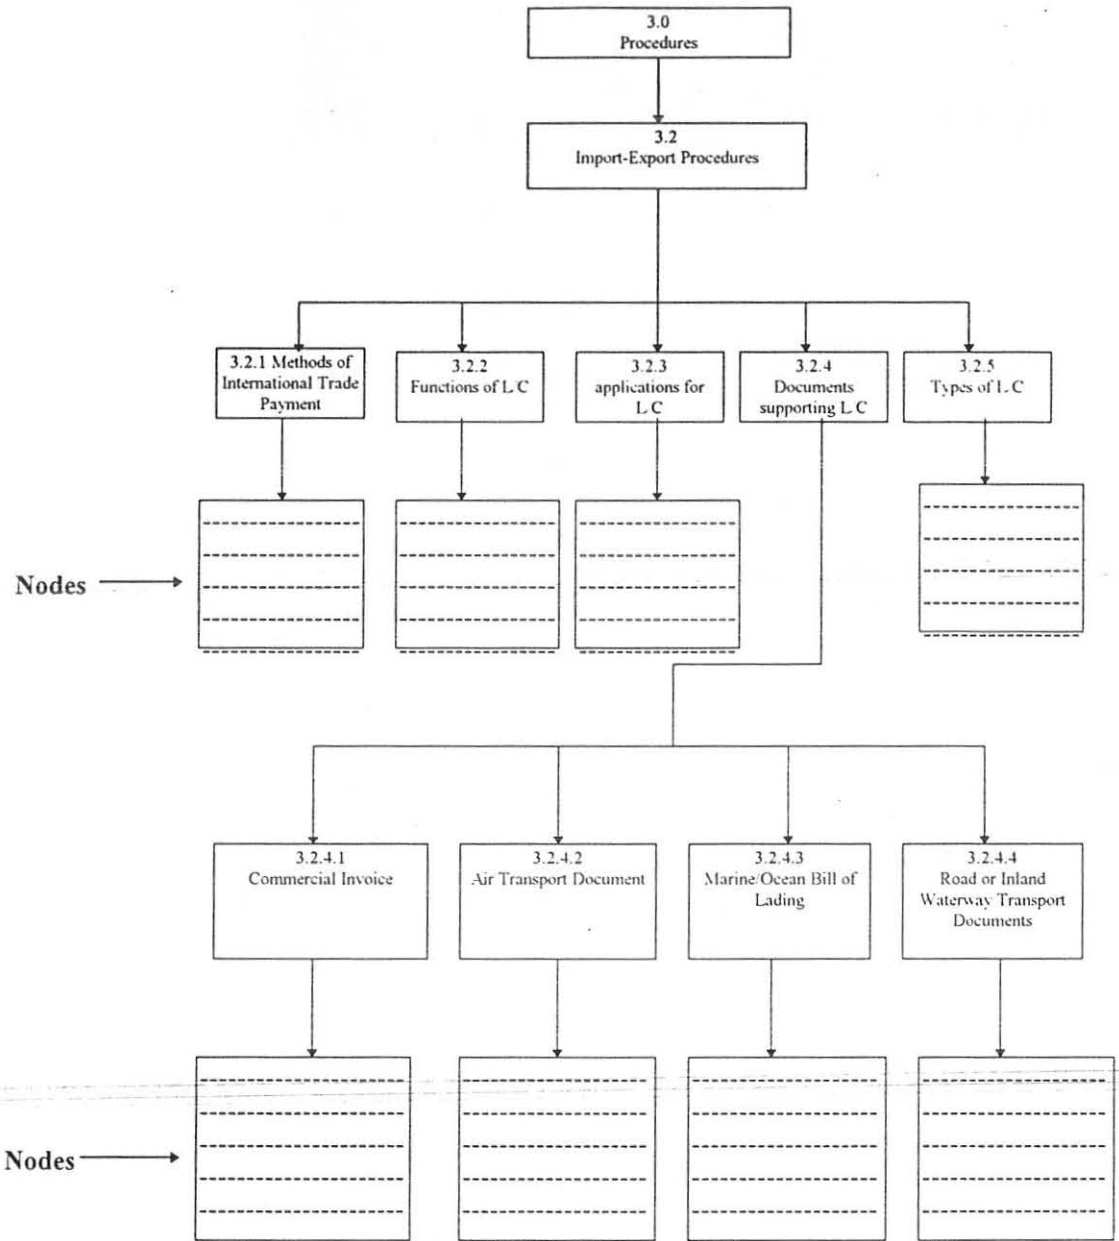 3.0
Procedures
3.2
Import-Export Procedures
3.2.1 Methods of
International Trade
Payment
3.2.2
Functions of L/C
3.2.3
applications for
L/C
3.2.4
Documents
supporting L/C
3.2.5
Types of L/C
Nodes
3.2.4.1
Commercial Invoice
3.2.4.2
Air Transport Document
3.2.4.3
Marine/Ocean Bill of
Lading
3.2.4.4
Road or Inland
Waterway Transport
Documents
Nodes